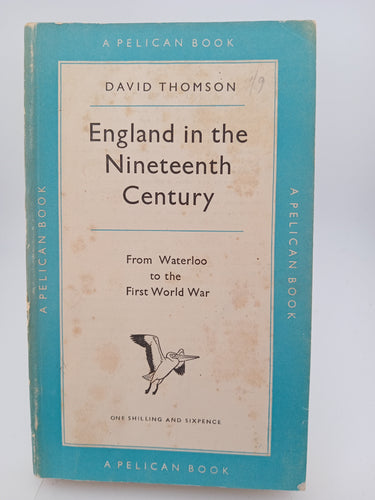 A PELICAN BOOK
DAVID THOMSON
England in the
Nineteenth
Century
From Waterloo
to the
First World War
ONE SHILLING AND SIXPENCE
A PELICAN BOOK
A PELICAN BOOK
A PELICAN BOOK